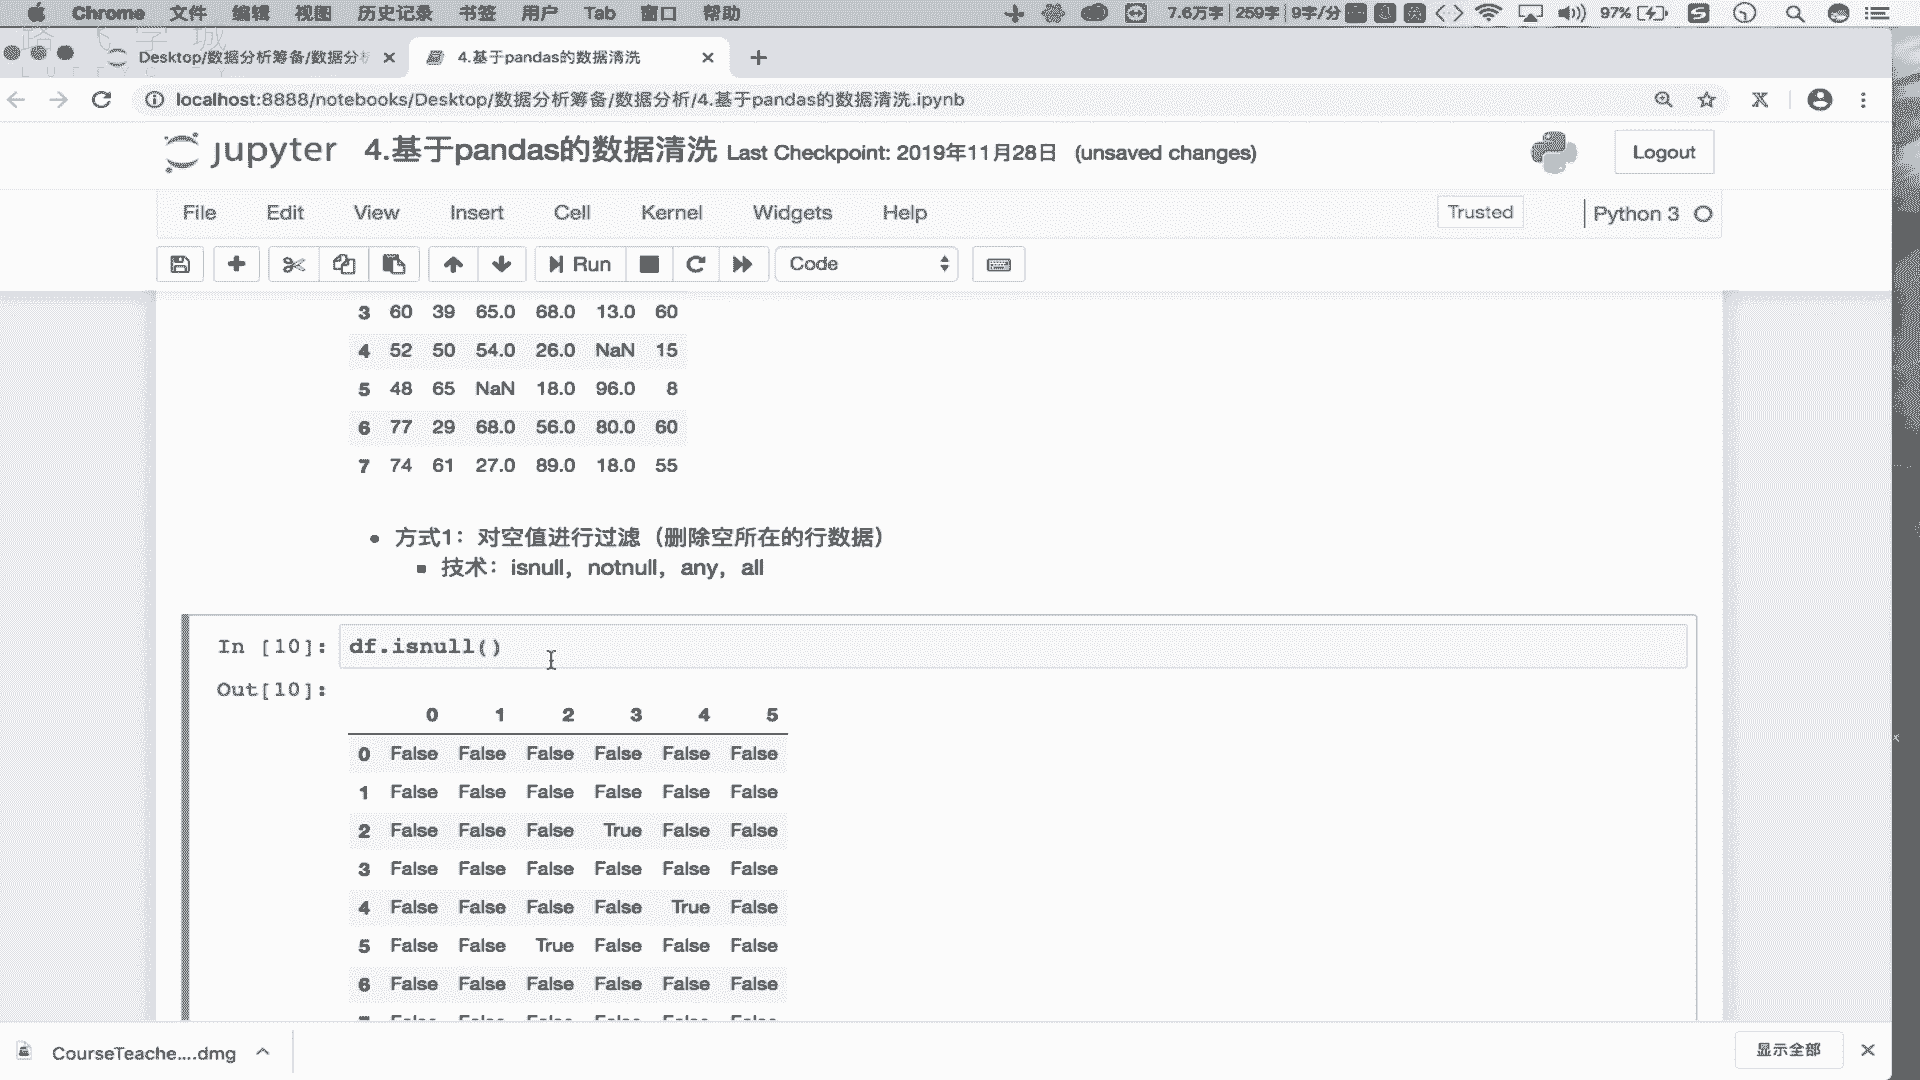 Chrome 文件 编辑 视图 历史记录 书签 用户 Tab 窗口 帮助 7.6万字 259字 9字/分 97%
Desktop/数据分析筹备/数据分 4.基于pandas的数据清洗
localhost:8888/notebooks/Desktop/数据分析筹备/数据分析/4.基于pandas的数据清洗.ipynb
jupyter 4.基于pandas的数据清洗 Last Checkpoint: 2019年11月28日 (unsaved changes) Logout
File Edit View Insert Cell Kernel Widgets Help Trusted Python 3
Run Code
3 60 39 65.0 68.0 13.0 60
4 52 50 54.0 26.0 NaN 15
5 48 65 NaN 18.0 96.0 8
6 77 29 68.0 56.0 80.0 60
7 74 61 27.0 89.0 18.0 55
方式1：对空值进行过滤（删除空所在的行数据）
技术：isnull，notnull，any，all
In [10]: df.isnull()
Out[10]:
0 1 2 3 4 5
0 False False False False False False
1 False False False False False False
2 False False False True False False
3 False False False False False False
4 False False False False True False
5 False False True False False False
6 False False False False False False
CourseTeache....dmg 显示全部